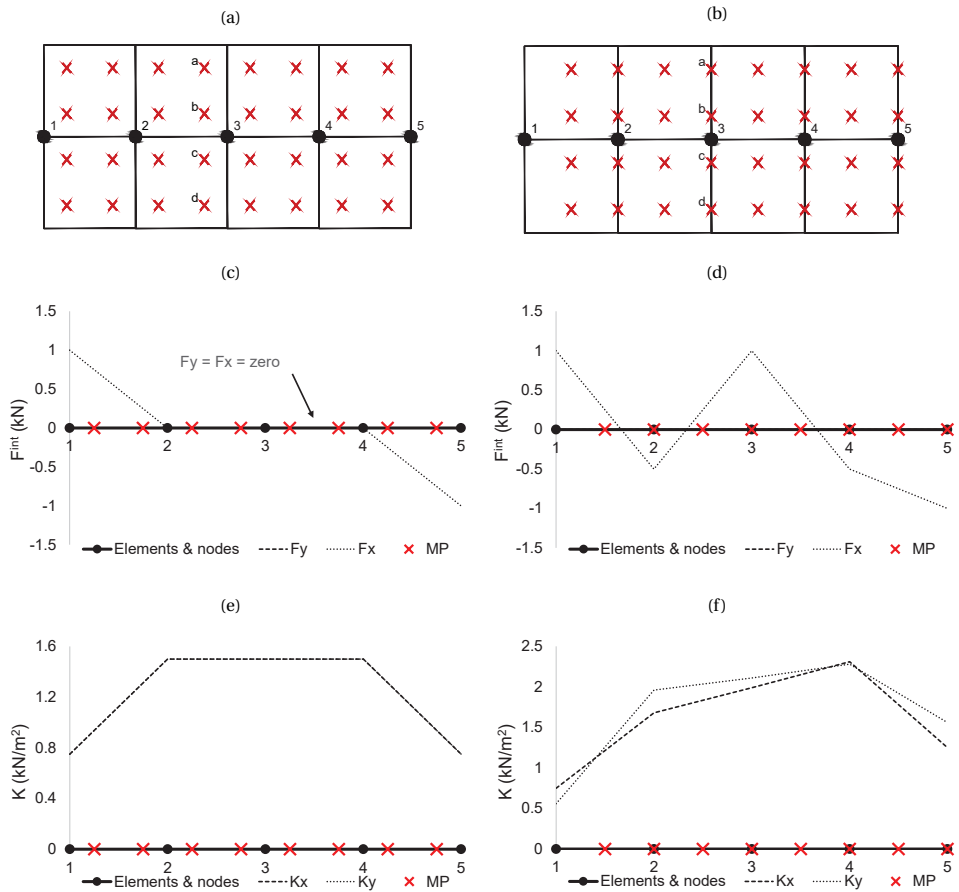 (a)
(b)
a
b
1 2 3 4 5
c
d
a
b
1 2 3 4 5
c
d
(c)
(d)
1.5
1
0.5
0
-0.5
-1
-1.5
F^int (kN)
Fy = Fx = zero
1 2 3 4 5
Elements & nodes Fy Fx MP
1.5
1
0.5
0
-0.5
-1
-1.5
F^int (kN)
1 2 3 4 5
Elements & nodes Fy Fx MP
(e)
(f)
1.6
1.2
0.8
0.4
0
K (kN/m²)
1 2 3 4 5
Elements & nodes Kx Ky MP
2.5
2
1.5
1
0.5
0
K (kN/m²)
1 2 3 4 5
Elements & nodes Kx Ky MP